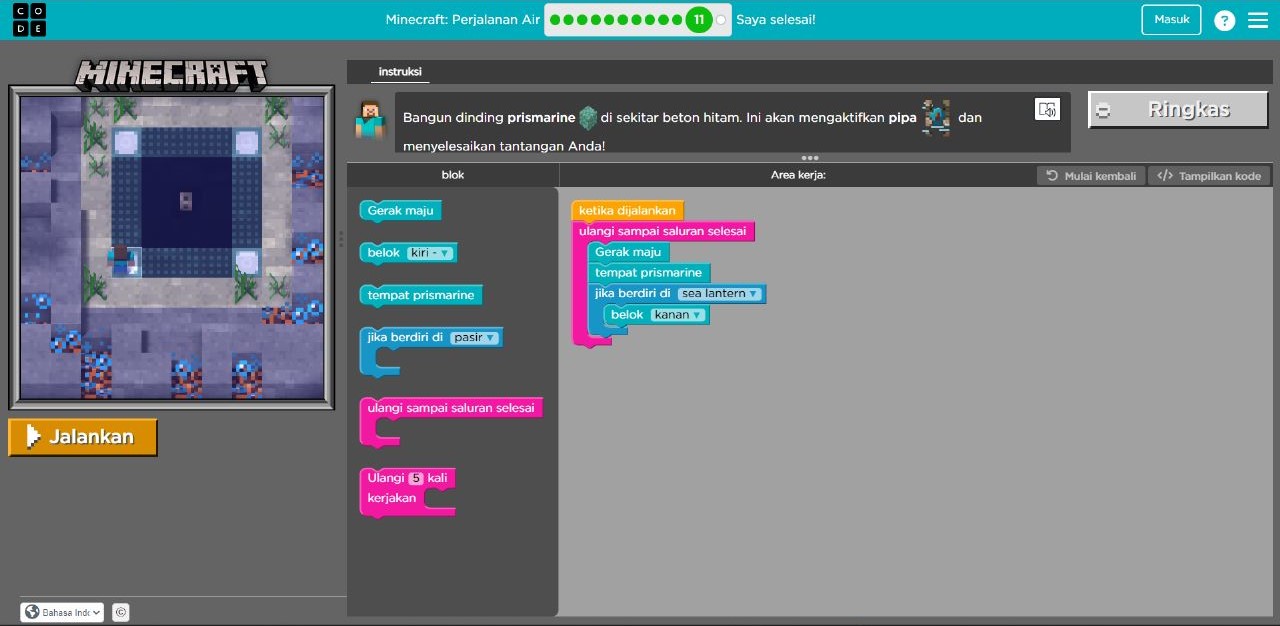 C O
D E
Minecraft: Perjalanan Air
11
Saya selesai!
Masuk
?
MINECRAFT
instruksi
Bangun dinding prismarine di sekitar beton hitam. Ini akan mengaktifkan pipa dan
menyelesaikan tantangan Anda!
Ringkas
blok
Area kerja:
Mulai kembali
</> Tampilkan kode
Gerak maju
belok kiri - ▼
tempat prismarine
jika berdiri di pasir ▼
ulangi sampai saluran selesai
Ulangi 5 kali
kerjakan
ketika dijalankan
ulangi sampai saluran selesai
Gerak maju
tempat prismarine
jika berdiri di sea lantern ▼
belok kanan ▼
Jalankan
Bahasa Indo
©